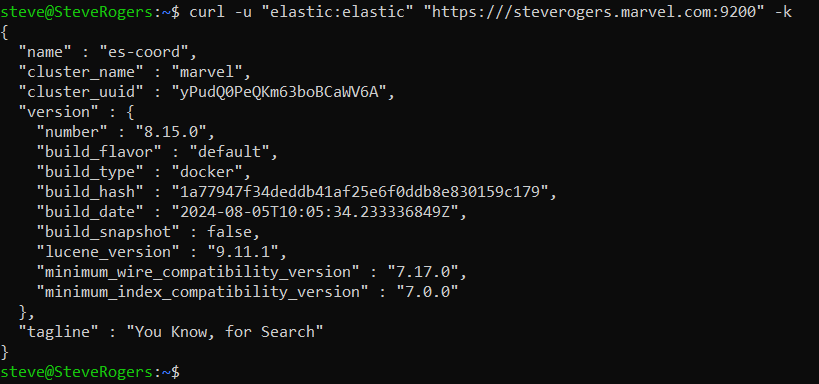 steve@SteveRogers:~$ curl -u "elastic:elastic" "https:///steverogers.marvel.com:9200" -k
{
  "name" : "es-coord",
  "cluster_name" : "marvel",
  "cluster_uuid" : "yPudQ0PeQKm63boBCaWV6A",
  "version" : {
    "number" : "8.15.0",
    "build_flavor" : "default",
    "build_type" : "docker",
    "build_hash" : "1a77947f34deddb41af25e6f0ddb8e830159c179",
    "build_date" : "2024-08-05T10:05:34.233336849Z",
    "build_snapshot" : false,
    "lucene_version" : "9.11.1",
    "minimum_wire_compatibility_version" : "7.17.0",
    "minimum_index_compatibility_version" : "7.0.0"
  },
  "tagline" : "You Know, for Search"
}
steve@SteveRogers:~$